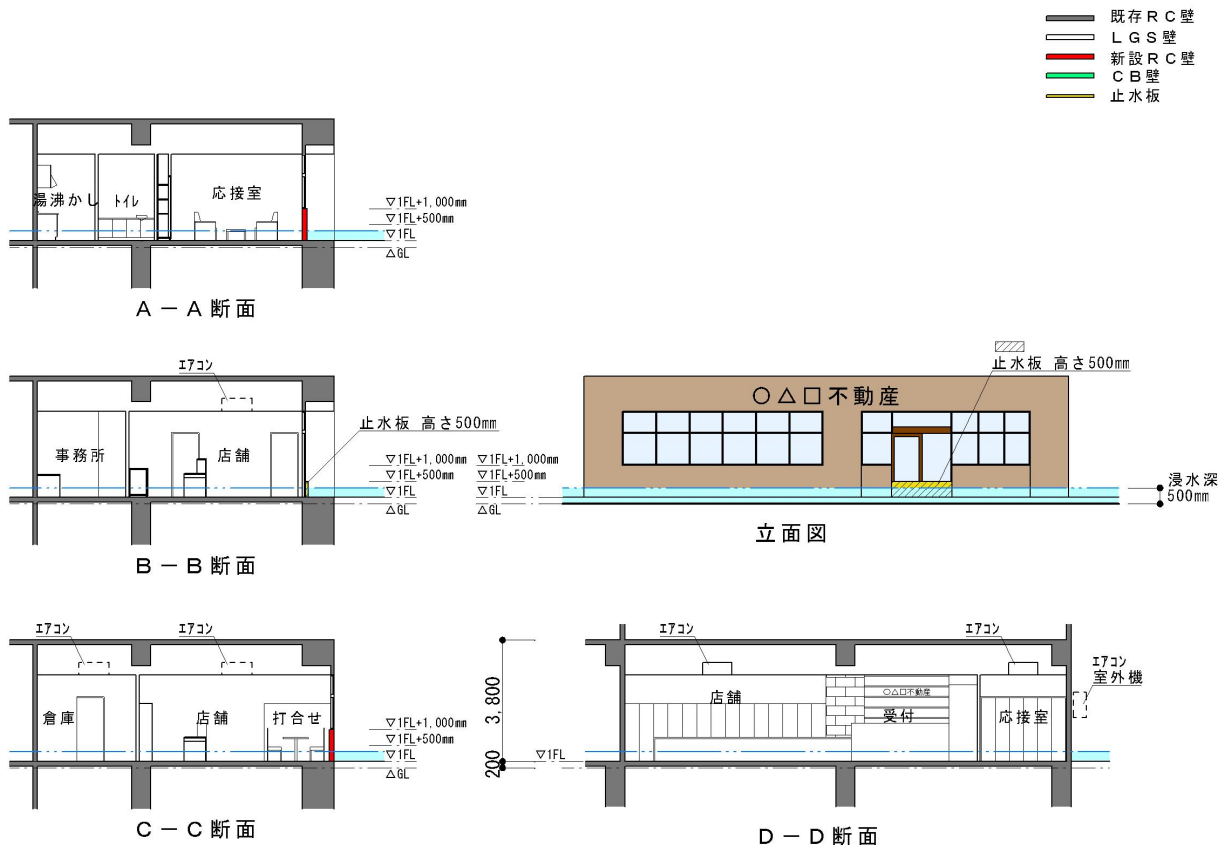 既存RC壁
LGS壁
新設RC壁
CB壁
止水板
湯沸かし
トイレ
応接室
▽1FL+1,000mm
▽1FL+500mm
▽1FL
△GL
A－A断面
エアコン
事務所
店舗
止水板 高さ500mm
▽1FL+1,000mm
▽1FL+500mm
▽1FL
△GL
B－B断面
止水板 高さ500mm
○△□不動産
▽1FL+1,000mm
▽1FL+500mm
▽1FL
△GL
浸水深
500mm
立面図
エアコン
エアコン
倉庫
店舗
打合せ
▽1FL+1,000mm
▽1FL+500mm
▽1FL
△GL
C－C断面
3,800
200
▽1FL
エアコン
エアコン
エアコン
室外機
店舗
○△□不動産
受付
応接室
D－D断面